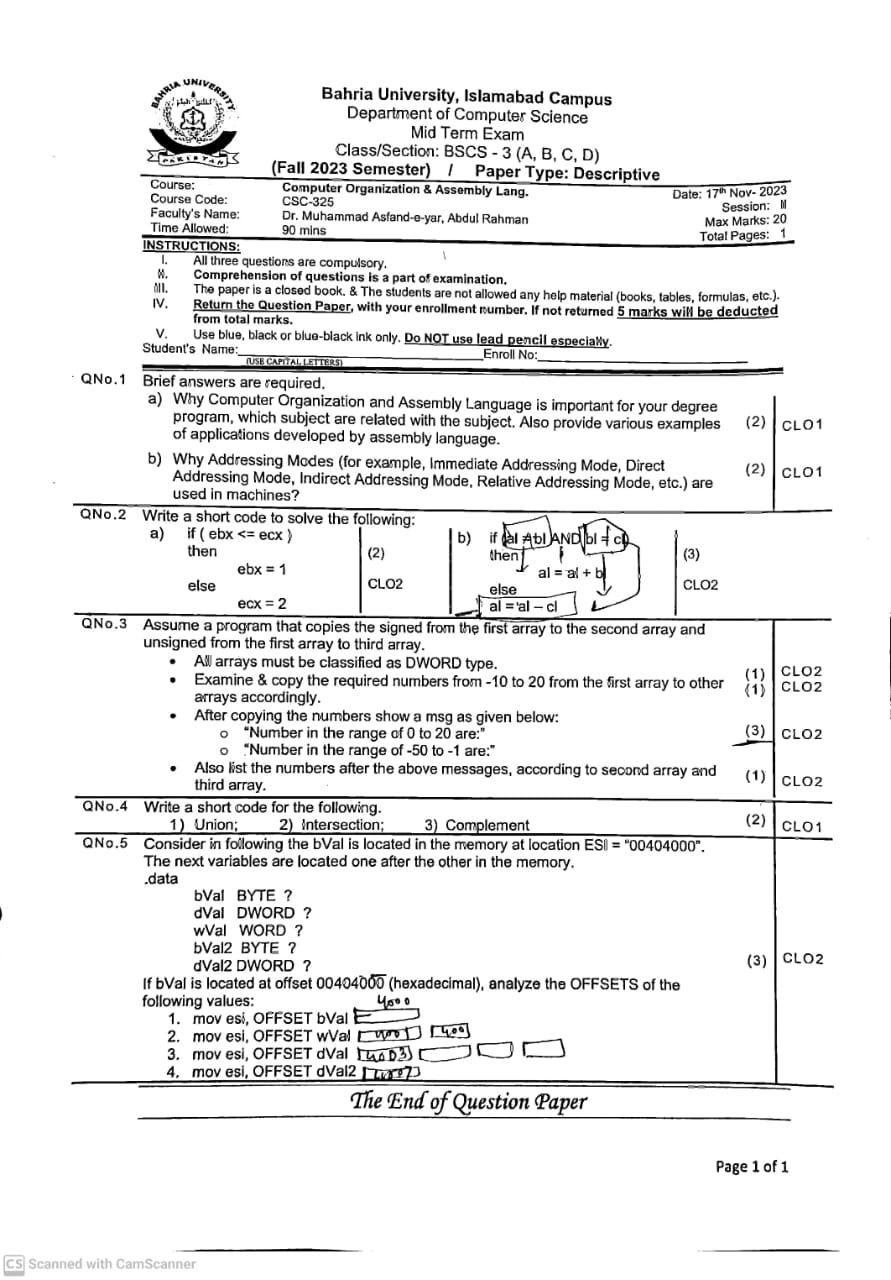 BAHRIA UNIVERSITY
PAKISTAN
Bahria University, Islamabad Campus
Department of Computer Science
Mid Term Exam
Class/Section: BSCS - 3 (A, B, C, D)
(Fall 2023 Semester) / Paper Type: Descriptive
Course: Computer Organization & Assembly Lang. Date: 17th Nov- 2023
Course Code: CSC-325 Session: II
Faculty's Name: Dr. Muhammad Asfand-e-yar, Abdul Rahman Max Marks: 20
Time Allowed: 90 mins Total Pages: 1
INSTRUCTIONS:
I. All three questions are compulsory.
II. Comprehension of questions is a part of examination.
III. The paper is a closed book. & The students are not allowed any help material (books, tables, formulas, etc.).
IV. Return the Question Paper, with your enrollment number. If not returned 5 marks will be deducted
from total marks.
V. Use blue, black or blue-black ink only. Do NOT use lead pencil especially.
Student's Name: Enroll No:
(USE CAPITAL LETTERS)
QNo.1 Brief answers are required.
a) Why Computer Organization and Assembly Language is important for your degree
program, which subject are related with the subject. Also provide various examples (2) CLO1
of applications developed by assembly language.
b) Why Addressing Modes (for example, Immediate Addressing Mode, Direct
Addressing Mode, Indirect Addressing Mode, Relative Addressing Mode, etc.) are (2) CLO1
used in machines?
QNo.2 Write a short code to solve the following:
a) if ( ebx <= ecx ) b) if (al bl AND bl cl)
then (2) then (3)
ebx = 1 al = al + b
else CLO2 else CLO2
ecx = 2 al = al – cl
QNo.3 Assume a program that copies the signed from the first array to the second array and
unsigned from the first array to third array.
• All arrays must be classified as DWORD type. (1) CLO2
• Examine & copy the required numbers from -10 to 20 from the first array to other (1) CLO2
arrays accordingly.
• After copying the numbers show a msg as given below:
o "Number in the range of 0 to 20 are:" (3) CLO2
o "Number in the range of -50 to -1 are:"
• Also list the numbers after the above messages, according to second array and (1) CLO2
third array.
QNo.4 Write a short code for the following. (2)
1) Union; 2) Intersection; 3) Complement CLO1
QNo.5 Consider in following the bVal is located in the memory at location ESI = "00404000".
The next variables are located one after the other in the memory.
.data
bVal BYTE ?
dVal DWORD ?
wVal WORD ?
bVal2 BYTE ?
dVal2 DWORD ? (3) CLO2
If bVal is located at offset 00404000 (hexadecimal), analyze the OFFSETS of the
following values: 4000
1. mov esi, OFFSET bVal
2. mov esi, OFFSET wVal 4001 400
3. mov esi, OFFSET dVal 4003
4. mov esi, OFFSET dVal2 4007
The End of Question Paper
Page 1 of 1
CS Scanned with CamScanner